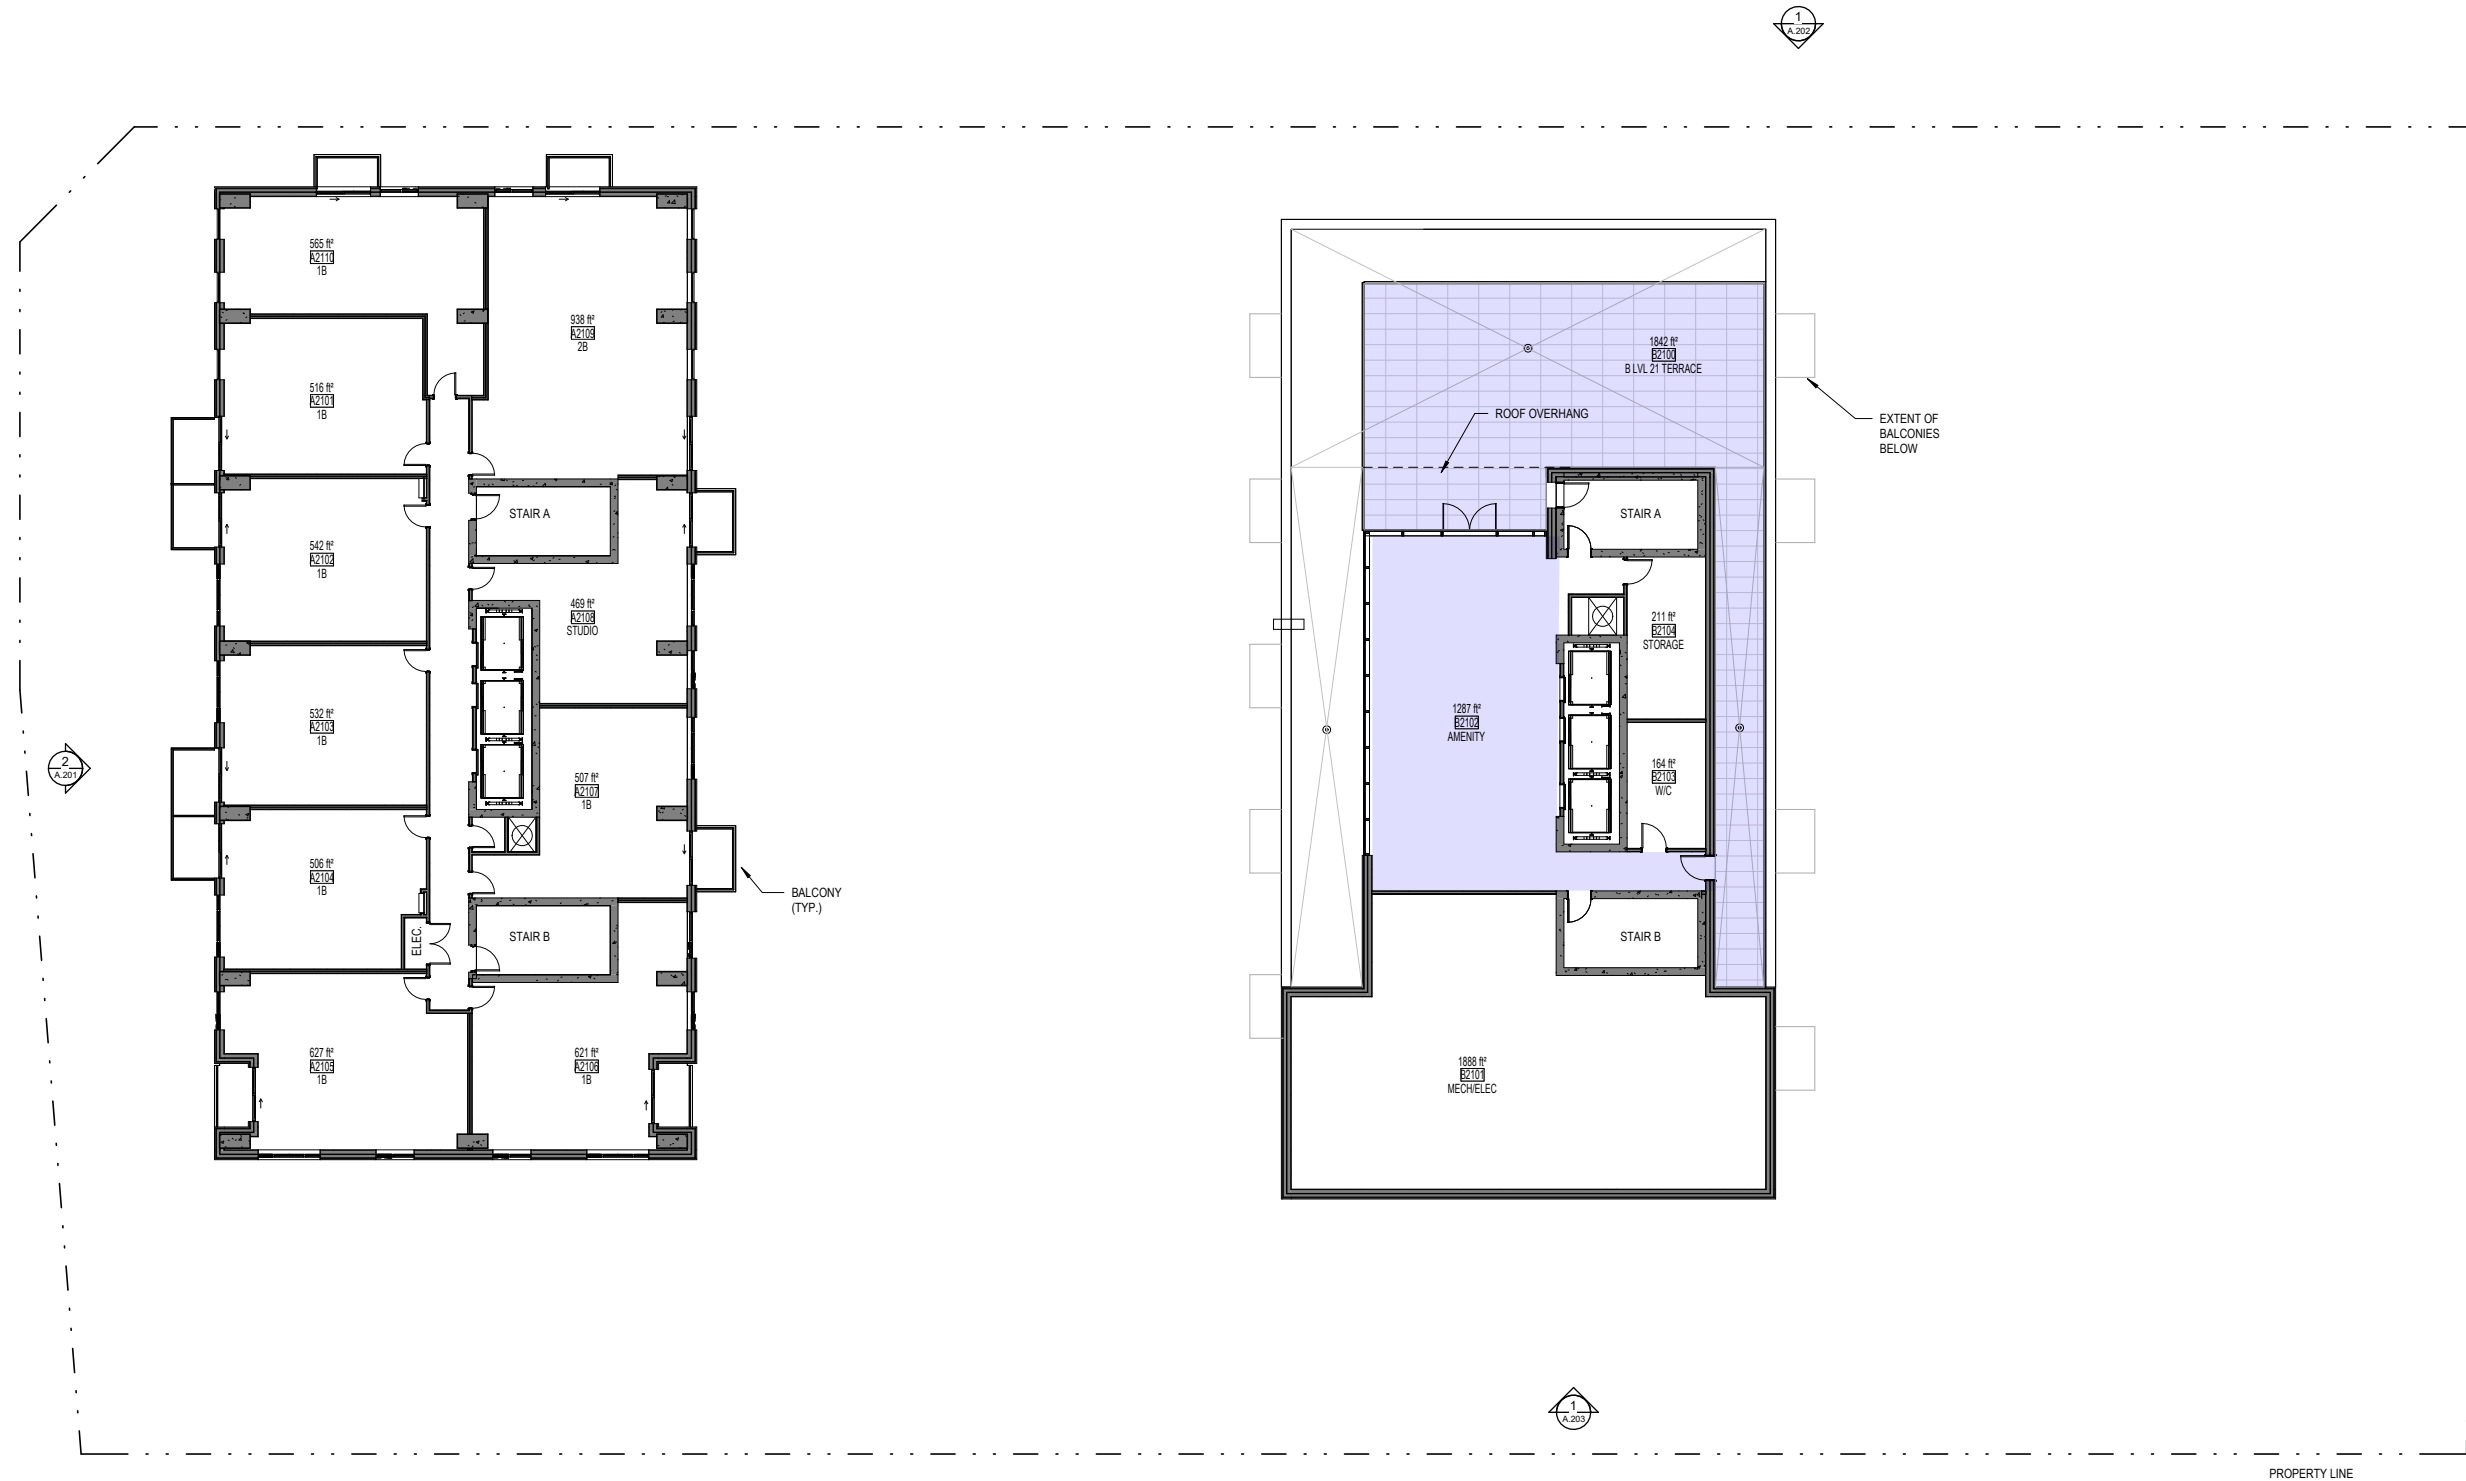 1
A.202
565 ft²
A2110
1B
938 ft²
A2109
2B
516 ft²
A2101
1B
1842 ft²
B2100
B LVL 21 TERRACE
ROOF OVERHANG
EXTENT OF
BALCONIES
BELOW
STAIR A
STAIR A
542 ft²
A2102
1B
469 ft²
A2108
STUDIO
211 ft²
B2104
STORAGE
532 ft²
A2103
1B
1287 ft²
B2102
AMENITY
2
A.201
507 ft²
A2107
1B
164 ft²
B2103
W/C
506 ft²
A2104
1B
BALCONY
(TYP.)
ELEC.
STAIR B
STAIR B
627 ft²
A2105
1B
621 ft²
A2106
1B
1888 ft²
B2101
MECH/ELEC
1
A.203
PROPERTY LINE